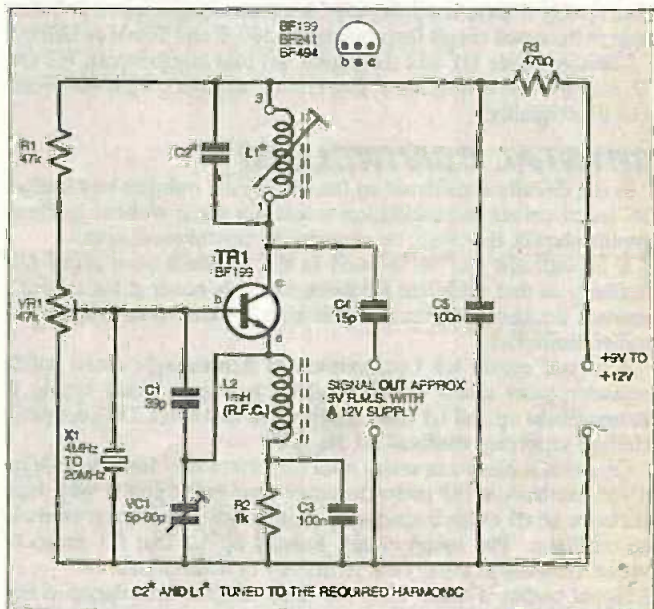 BF199
BF241
BF494
b e c
R3
470Ω
3
C2*
L1*
R1
47k
1
TR1
BF199
c
b
e
C4
15p
C5
100n
+9V TO
+12V
VR1
47k
C1
39p
L2
1mH
(R.F.C.)
SIGNAL OUT APPROX
3V R.M.S. WITH
A 12V SUPPLY
X1
4MHz
TO
20MHz
VC1
R2
1k
C3
100n
C2* AND L1* TUNED TO THE REQUIRED HARMONIC